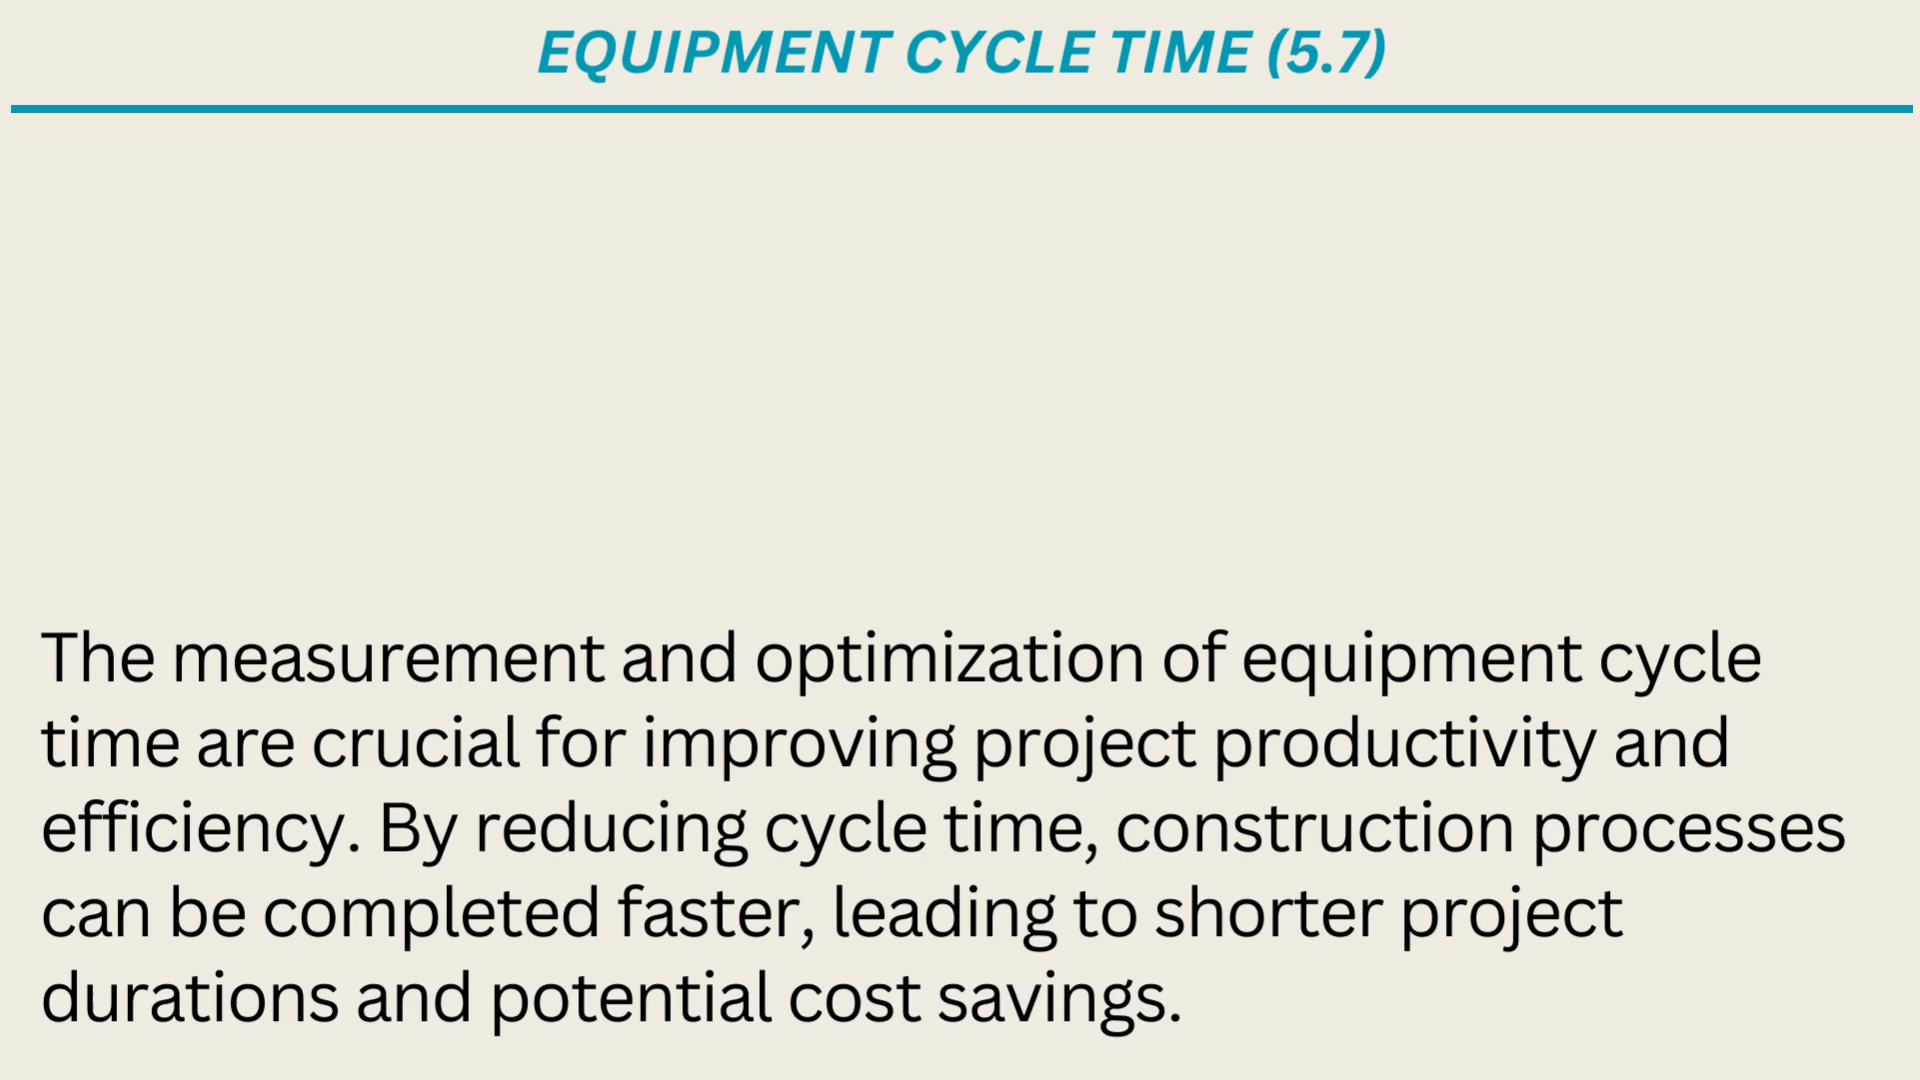 EQUIPMENT CYCLE TIME (5.7)
The measurement and optimization of equipment cycle
time are crucial for improving project productivity and
efficiency. By reducing cycle time, construction processes
can be completed faster, leading to shorter project
durations and potential cost savings.